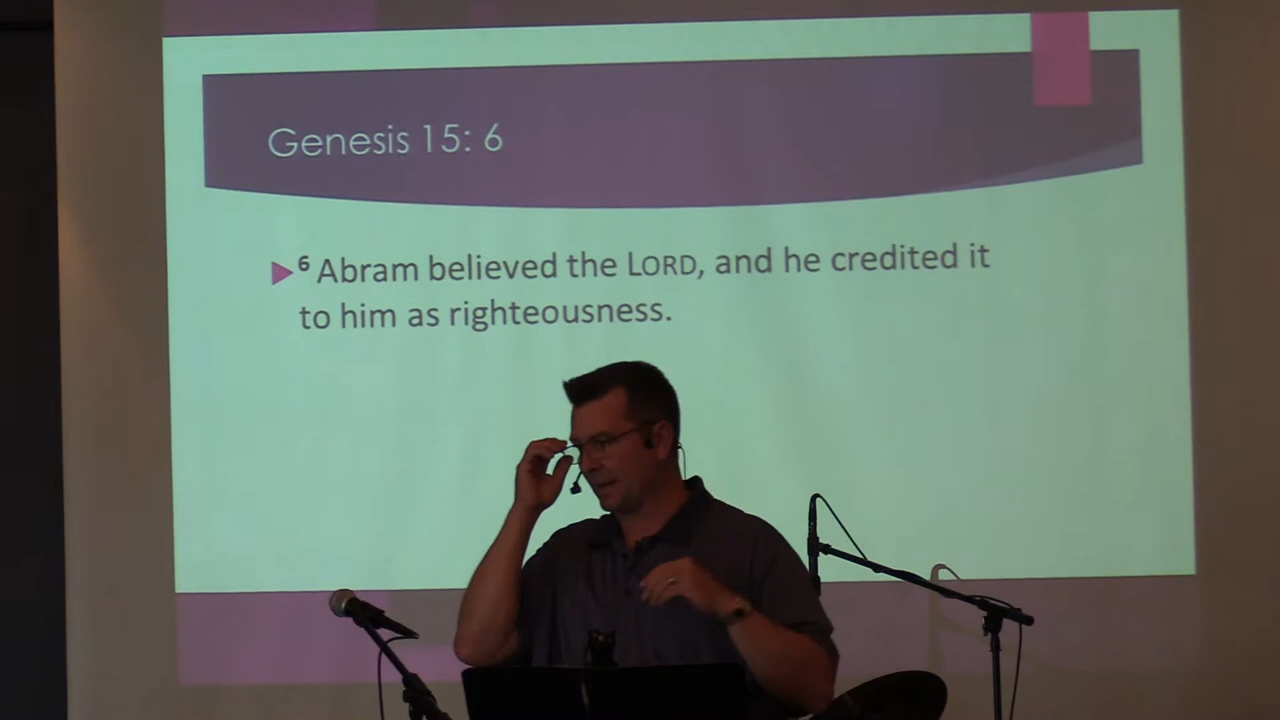 Genesis 15: 6
⁶ Abram believed the LORD, and he credited it
to him as righteousness.